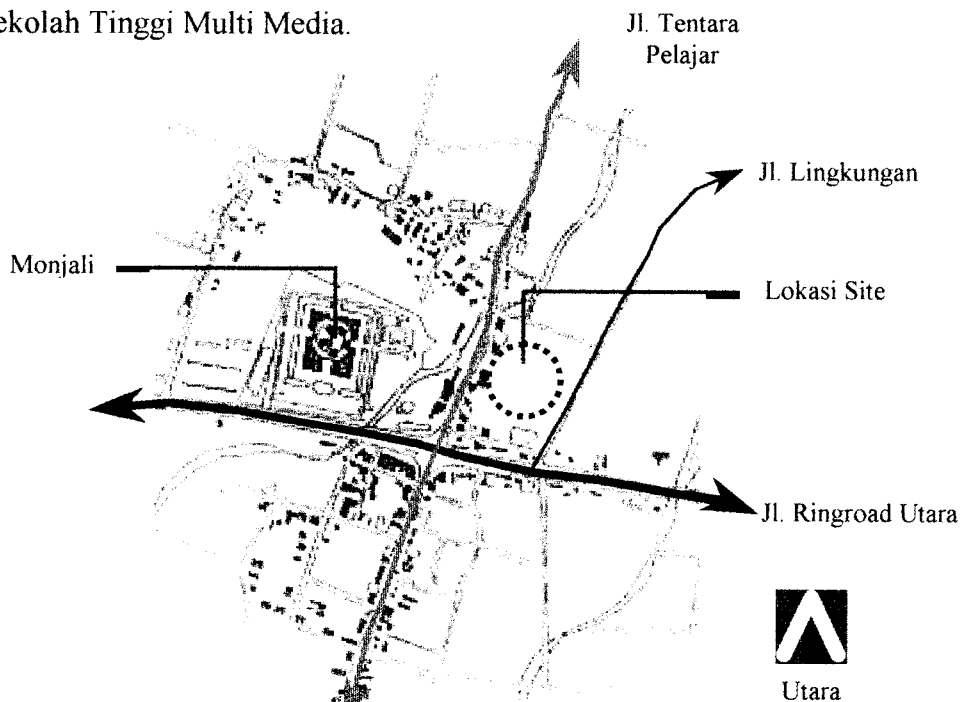 ekolah Tinggi Multi Media.
Jl. Tentara
Pelajar
Jl. Lingkungan
Monjali
Lokasi Site
Jl. Ringroad Utara
Utara